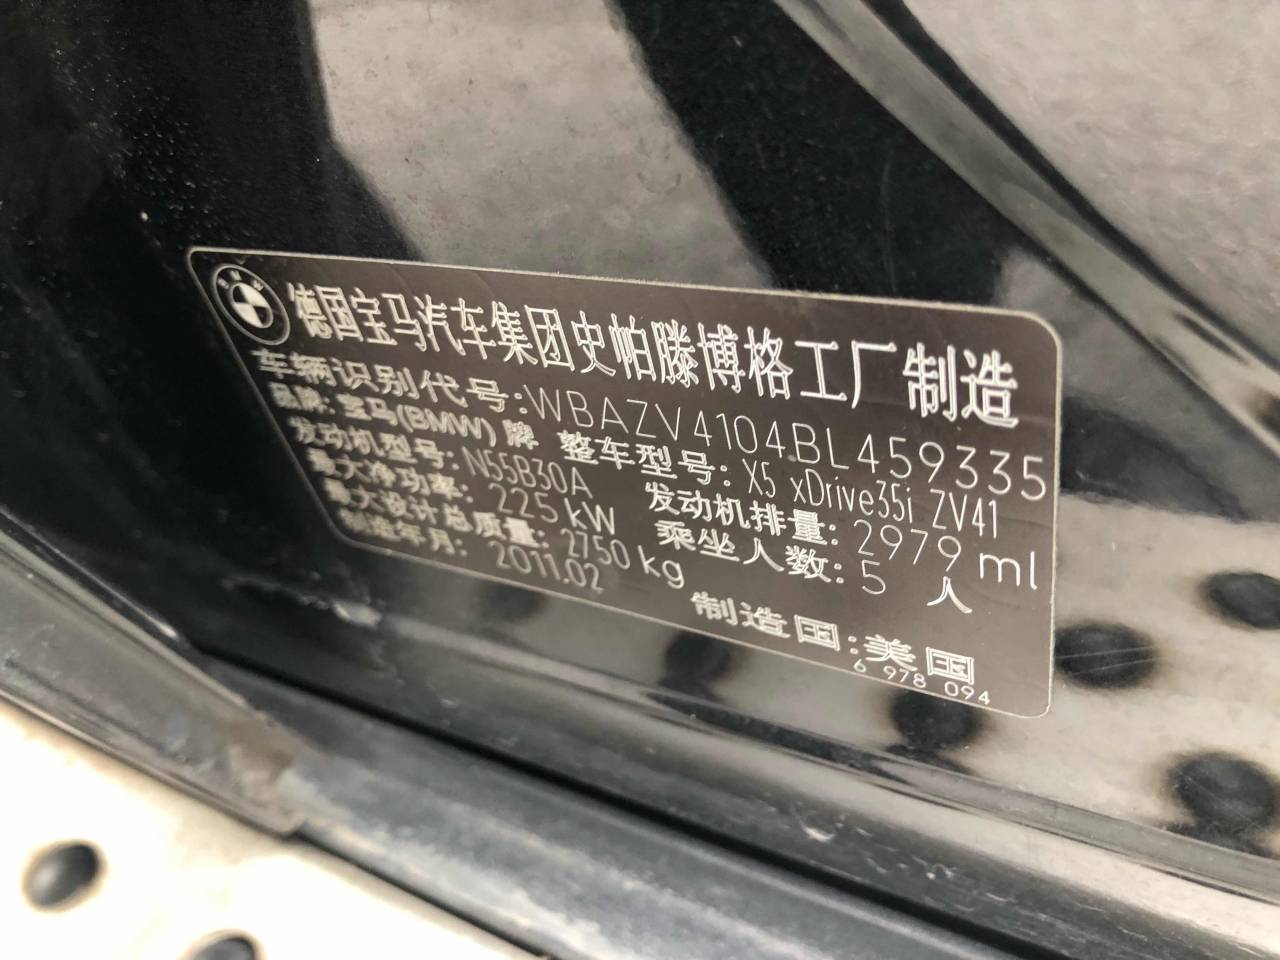 BMW
德国宝马汽车集团史帕滕博格工厂制造
车辆识别代号:WBAZV4104BL459335
品牌: 宝马(BMW) 牌 整车型号: X5 xDrive35i ZV41
发动机型号: N55B30A 发动机排量: 2979 ml
最大净功率: 225 kW 乘坐人数: 5 人
最大设计总质量: 2750 kg
制造年月: 2011.02 制造国:美国
6 978 094